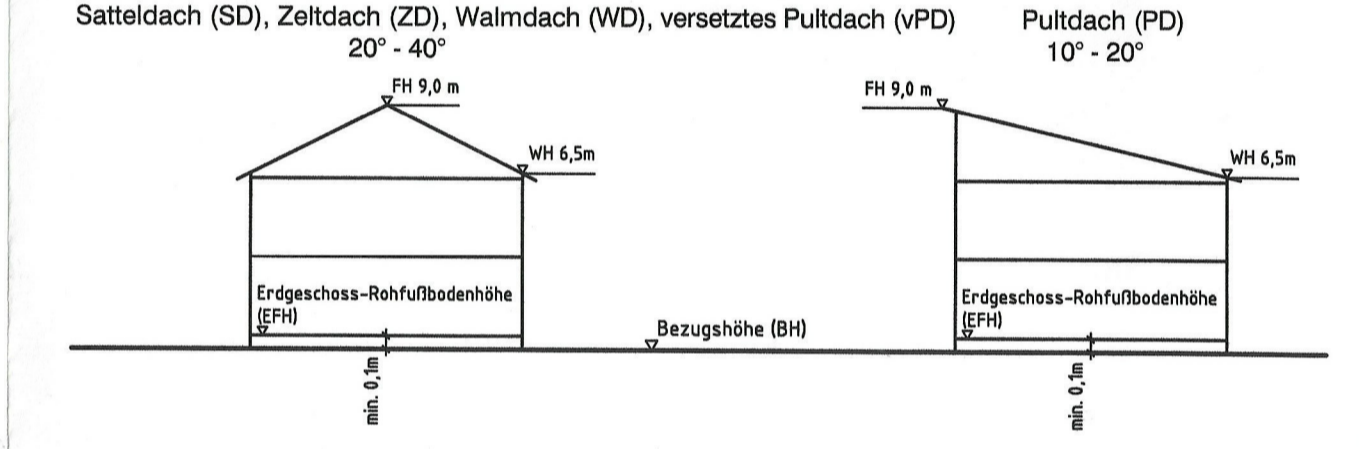 Satteldach (SD), Zeltdach (ZD), Walmdach (WD), versetztes Pultdach (vPD)
20° - 40°
FH 9,0 m
WH 6,5m
Erdgeschoss-Rohfußbodenhöhe
(EFH)
min. 0,1m
Bezugshöhe (BH)
Pultdach (PD)
10° - 20°
FH 9,0 m
WH 6,5m
Erdgeschoss-Rohfußbodenhöhe
(EFH)
min. 0,1m